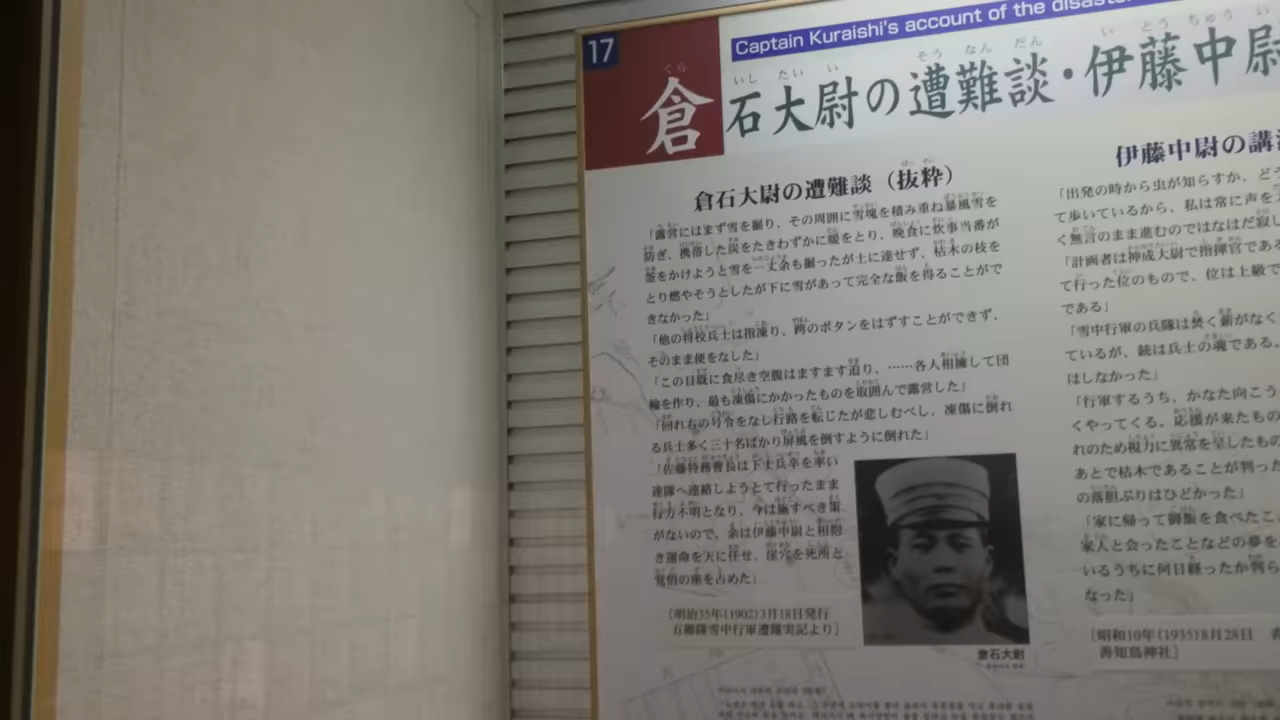 17
Captain Kuraishi's account of the disaster
倉石大尉の遭難談・伊藤中尉
倉石大尉の遭難談（抜粋）
「露営にはまず雪を掘り、その周囲に雪塊を積み重ね暴風雪を
防ぎ、携帯した炭をたきわずかに暖をとり、晩食に炊事当番が
釜をかけようと雪を一丈余も掘ったが土に達せず、枯木の枝を
とり燃やそうとしたが下に雪があって完全な飯を得ることがで
きなかった」
「他の将校兵士は指凍り、袴のボタンをはずすことができず、
そのまま便をなした」
「この日既に食尽き空腹はますます迫り、……各人相擁して団
輪を作り、最も凍傷にかかったものを取囲んで露営した」
「回れ右の号令をなし行路を転じたが悲しむべし、凍傷に倒れ
る兵士多く三十名ばかり屏風を倒すように倒れた」
「佐藤特務曹長は下士兵卒を率い
連隊へ連絡しようとて行ったまま
行方不明となり、今は施すべき策
がないので、余は伊藤中尉と相抱
き運命を天に任せ、崖穴を死所と
覚悟の座を占めた」
［明治35年(1902)3月18日発行
五聯隊雪中行軍遭難実記より］
倉石大尉
伊藤中尉の講
「出発の時から虫が知らすか、ど
て歩いているから、私は常に声を
く無言のまま進むのではなはだ寂し
「計画者は神成大尉で指揮官である
て行った位のもので、位は上級で
である」
「雪中行軍の兵隊は焚く薪がなく
ているが、銃は兵士の魂である。
はしなかった」
「行軍するうち、かなた向こう
くやってくる。応援が来たもの
れのため視力に異常を呈したもの
あとで枯木であることが判った
の落胆ぶりはひどかった」
「家に帰って御飯を食べたこ
家人と会ったことなどの夢を
いるうちに何日経ったか判ら
なった」
［昭和10年(1935)8月28日
善知鳥神社］